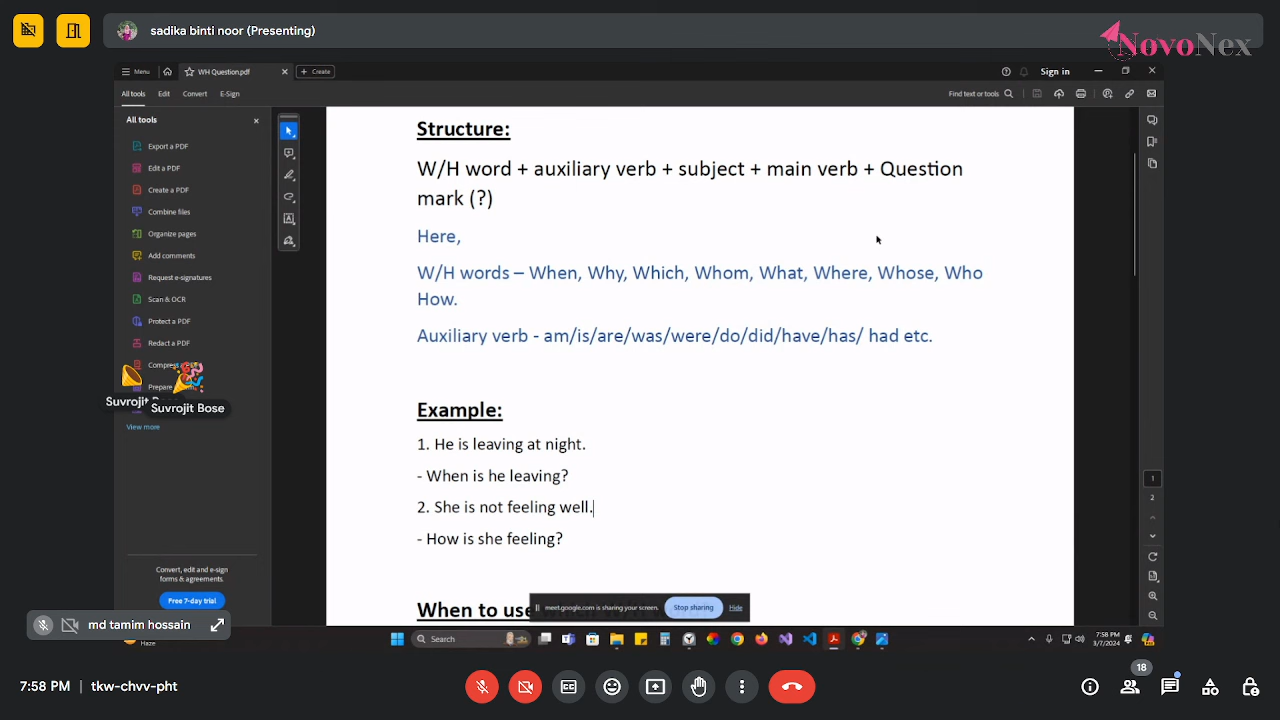 sadika binti noor (Presenting)
NovoNex
Menu
WH Question.pdf
+ Create
Sign in
All tools Edit Convert E-Sign
Find text or tools
All tools
Export a PDF
Edit a PDF
Create a PDF
Combine files
Organize pages
Add comments
Request e-signatures
Scan & OCR
Protect a PDF
Redact a PDF
Compress
Prepare
View more
Suvrojit
Suvrojit Bose
Convert, edit and e-sign
forms & agreements.
Free 7-day trial
Structure:
W/H word + auxiliary verb + subject + main verb + Question
mark (?)
Here,
W/H words – When, Why, Which, Whom, What, Where, Whose, Who
How.
Auxiliary verb - am/is/are/was/were/do/did/have/has/ had etc.
Example:
1. He is leaving at night.
- When is he leaving?
2. She is not feeling well.
- How is she feeling?
When to use
1
2
meet.google.com is sharing your screen.
Stop sharing
Hide
md tamim hossain
Haze
Search
7:58 PM
3/7/2024
18
7:58 PM | tkw-chvv-pht